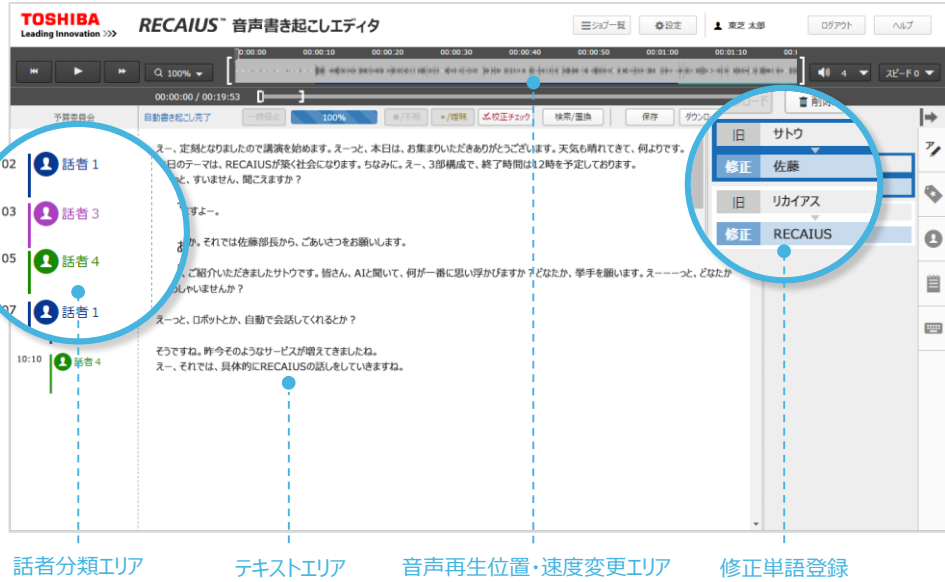 TOSHIBA
Leading Innovation >>>
RECAIUS™ 音声書き起こしエディタ
ジョブ一覧
設定
東芝 太郎
ログアウト
ヘルプ
0:00:00 00:00:10 00:00:20 00:00:30 00:00:40 00:00:50 00:01:00 00:01:10 00:
100%
4
スピード 0
00:00:00 / 00:19:53
予算委員会
自動書き起こし完了
一時停止
100%
■/不明
*/曖昧
校正チェック
検索/置換
保存
ダウンロ
ード
削除
02 話者 1
03 話者 3
05 話者 4
07 話者 1
10:10 話者 4
えー、定刻となりましたので講演を始めます。えーっと、本日は、お集まりいただきありがとうございます。天気も晴れてきて、何よりです。
日のテーマは、RECAIUSが築く社会になります。ちなみに。えー、3部構成で、終了時間は12時を予定しております。
っと、すいません、聞こえますか？
ですよー。
か。それでは佐藤部長から、ごあいさつをお願いします。
、ご紹介いただきましたサトウです。皆さん、AIと聞いて、何が一番に思い浮かびますか？どなたか、挙手を願います。えーーーっと、どなたか
しゃいませんか？
えーっと、ロボットとか、自動で会話してくれるとか？
そうですね。昨今そのようなサービスが増えてきましたね。
えー、それでは、具体的にRECAIUSの話しをしていきますね。
旧 サトウ
修正 佐藤
旧 リカイアス
修正 RECAIUS
話者分類エリア
テキストエリア
音声再生位置・速度変更エリア
修正単語登録